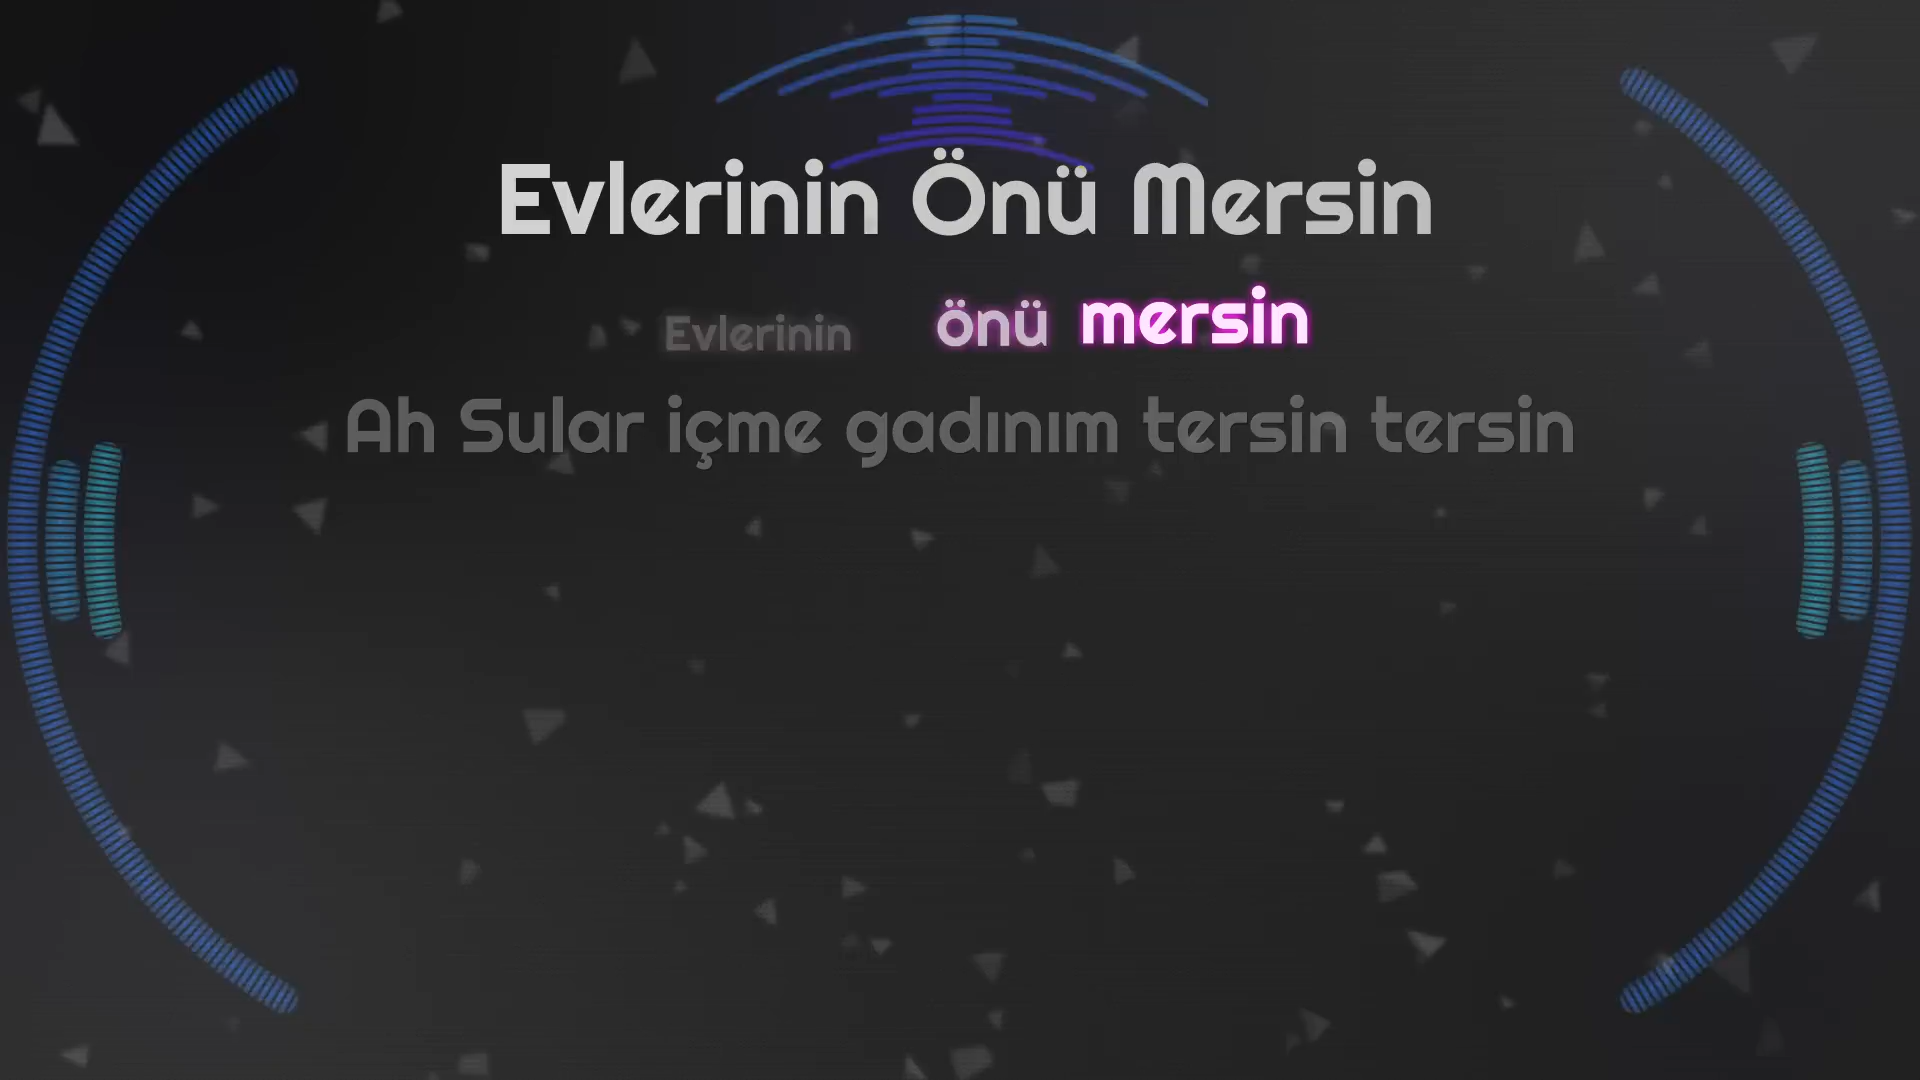 Evlerinin Önü Mersin
Evlerinin önü mersin
Ah Sular içme gadınım tersin tersin